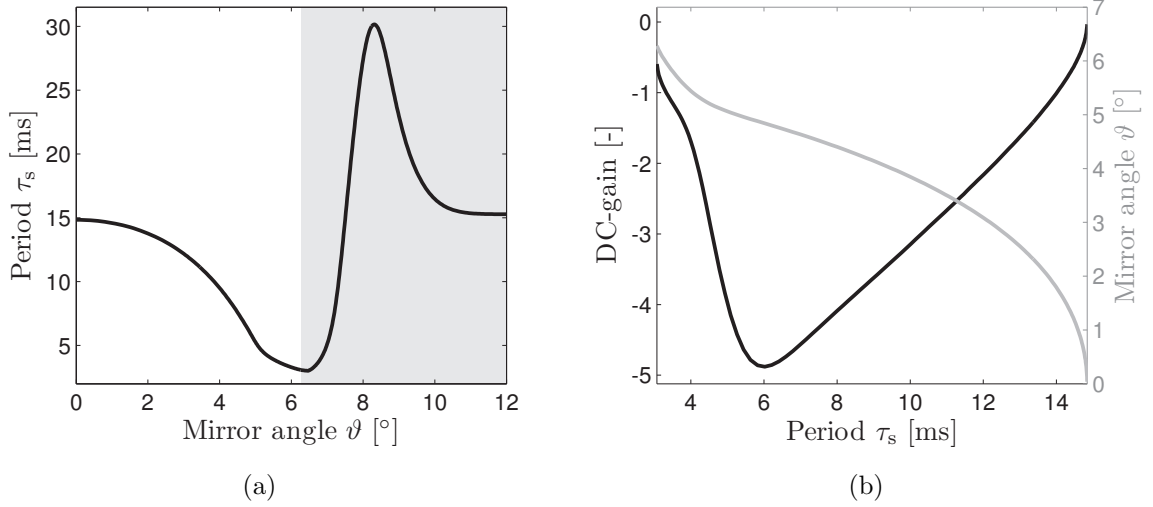 30
25
20
15
10
5
Period τs [ms]
0 2 4 6 8 10 12
Mirror angle ϑ [°]
(a)
-0
-1
-2
-3
-4
-5
DC-gain [-]
7
6
5
4
3
2
1
0
Mirror angle ϑ [°]
4 6 8 10 12 14
Period τs [ms]
(b)